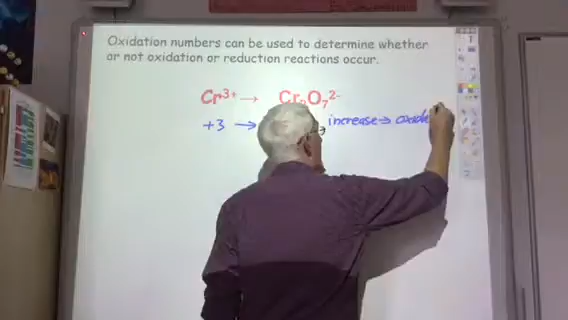 Oxidation numbers can be used to determine whether
or not oxidation or reduction reactions occur.
Cr³⁺ → Cr₂O₇²⁻
+3 → increase →